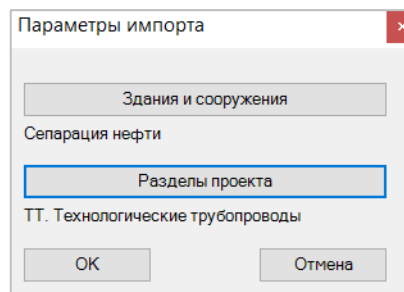 Параметры импорта
Здания и сооружения
Сепарация нефти
Разделы проекта
ТТ. Технологические трубопроводы
OK
Отмена